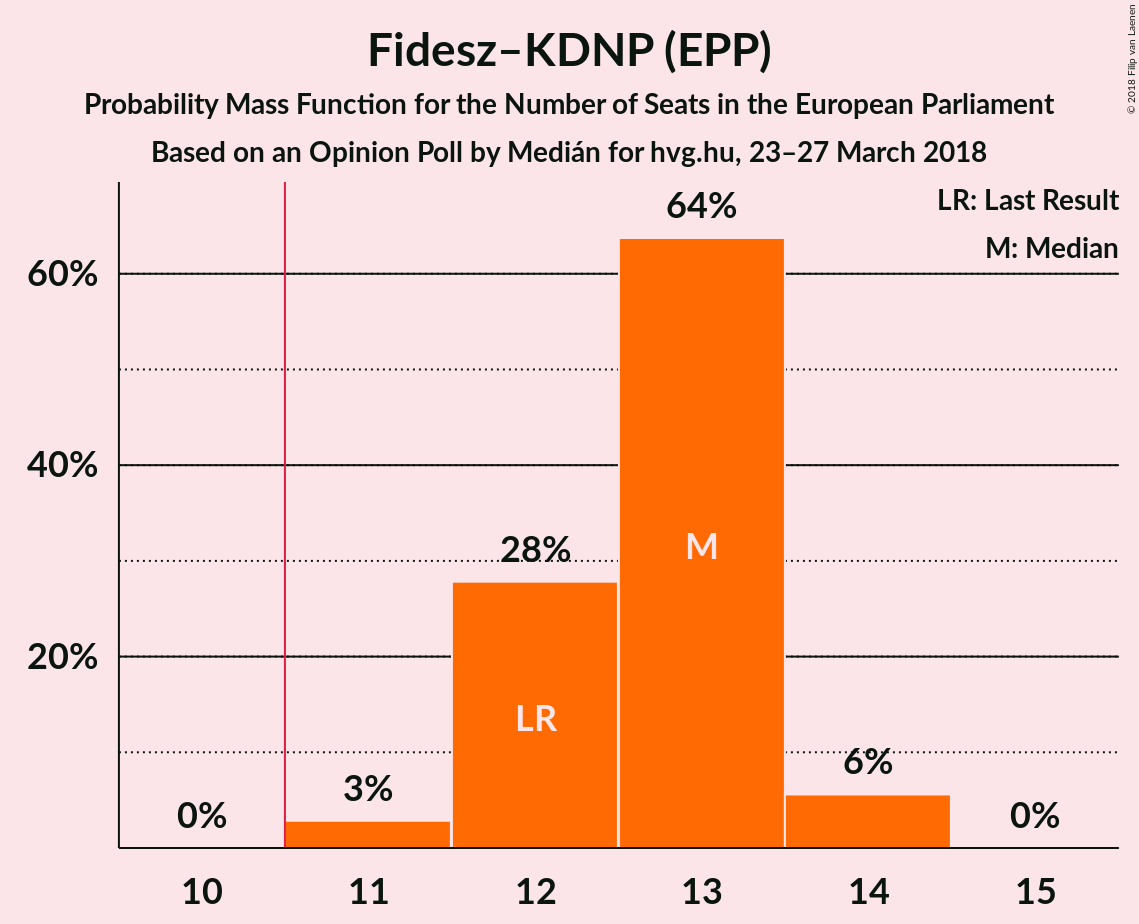 Fidesz–KDNP (EPP)
Probability Mass Function for the Number of Seats in the European Parliament
Based on an Opinion Poll by Medián for hvg.hu, 23–27 March 2018
© 2018 Filip van Laenen
LR: Last Result
M: Median
64%
60%
40%
28%
M
20%
LR
6%
3%
0%
0%
10 11 12 13 14 15